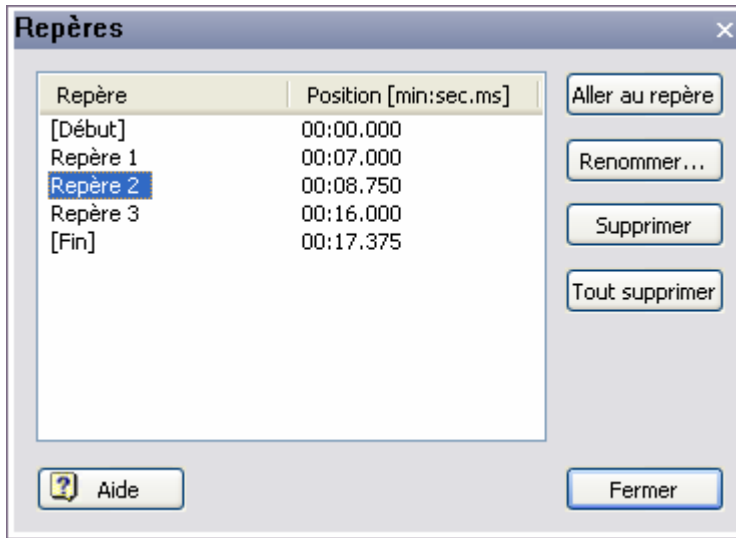 Repères
Repère Position [min:sec.ms]
[Début] 00:00.000
Repère 1 00:07.000
Repère 2 00:08.750
Repère 3 00:16.000
[Fin] 00:17.375
Aller au repère
Renommer...
Supprimer
Tout supprimer
Aide
Fermer